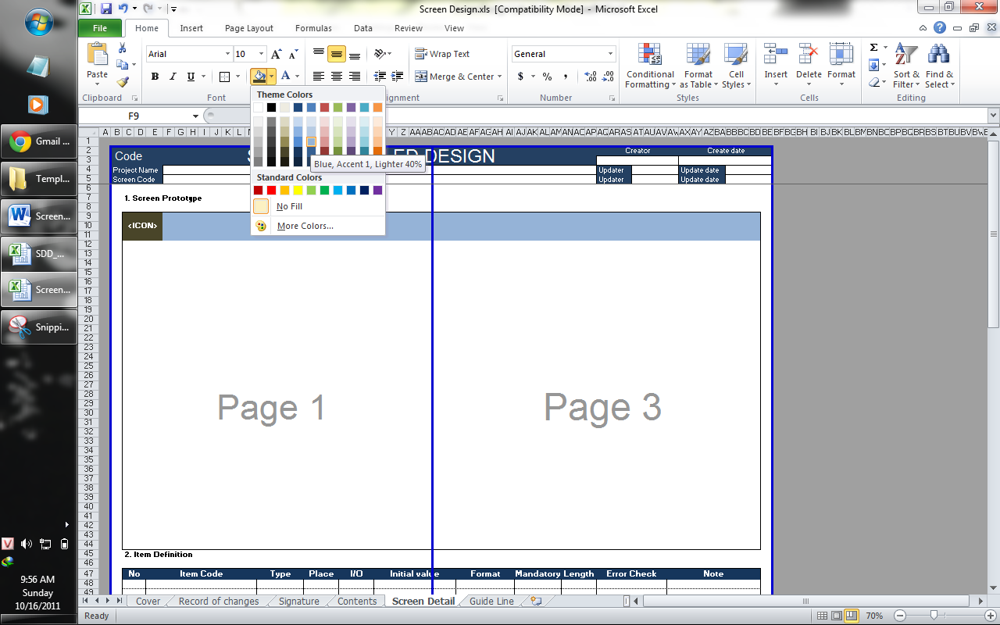 Screen Design.xls [Compatibility Mode] - Microsoft Excel
File Home Insert Page Layout Formulas Data Review View
Paste
Clipboard
Arial 10
B I U
Font
Wrap Text
Merge & Center
General
$ % ,
Number
Conditional Formatting
Format as Table
Cell Styles
Styles
Insert Delete Format
Cells
Sort & Filter
Find & Select
Editing
F9
Theme Colors
Blue, Accent 1, Lighter 40%
Standard Colors
No Fill
More Colors...
Code
ED DESIGN
Creator Create date
Project Name Updater Update date
Screen Code Updater Update date
1. Screen Prototype
<ICON>
Page 1 Page 3
2. Item Definition
No Item Code Type Place I/O Initial value Format Mandatory Length Error Check Note
Cover Record of changes Signature Contents Screen Detail Guide Line
Ready 70%
Gmail ...
Templ...
Screen...
SDD_...
Screen...
Snippi...
9:56 AM
Sunday
10/16/2011